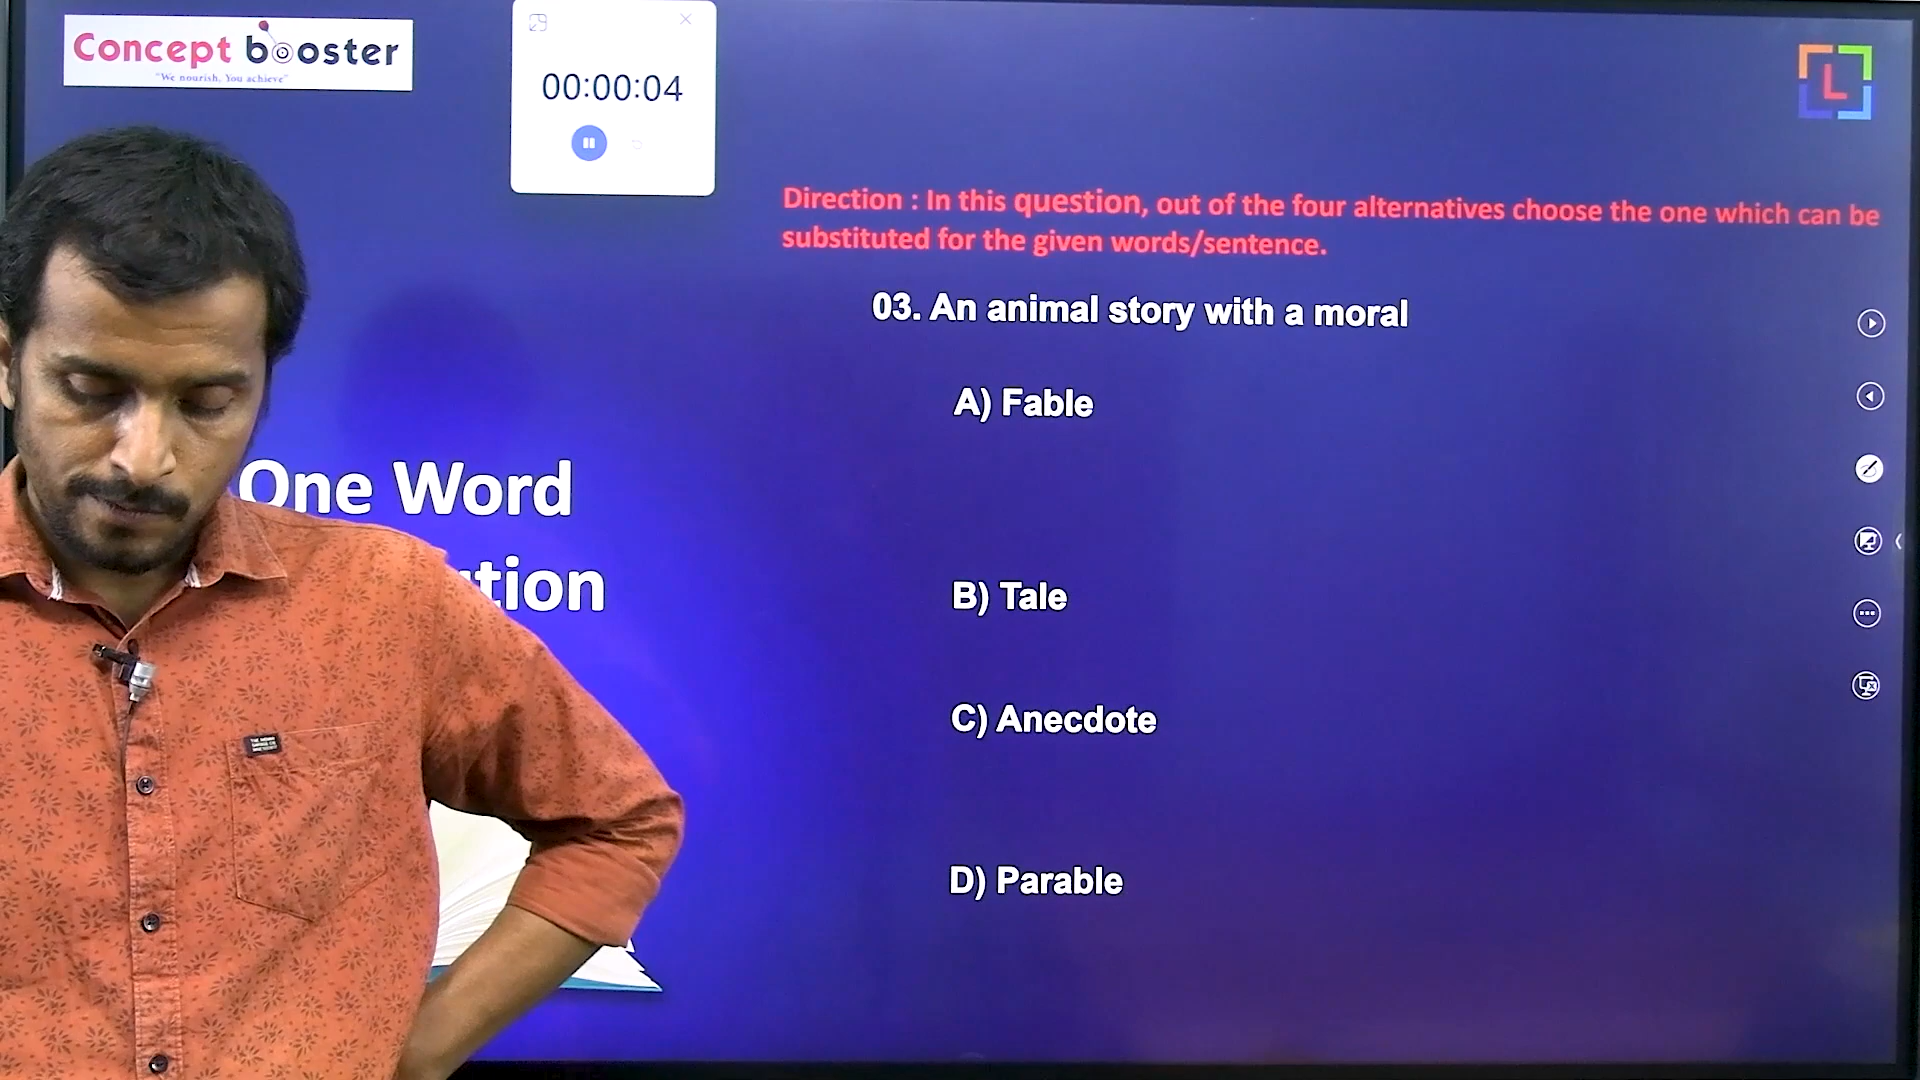 Concept booster
"We nourish, You achieve"
00:00:04
L
Direction : In this question, out of the four alternatives choose the one which can be
substituted for the given words/sentence.
03. An animal story with a moral
A) Fable
One Word
tion
B) Tale
C) Anecdote
D) Parable